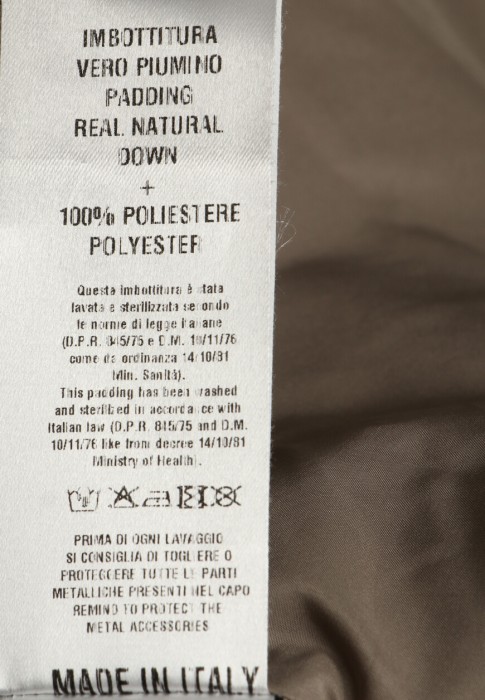 IMBOTTITURA
VERO PIUMINO
PADDING
REAL NATURAL
DOWN
+
100% POLIESTERE
POLYESTER
Questa imbottitura è stata
lavata e sterilizzata secondo
le norme di legge italiane
(D.P.R. 845/75 e D.M. 10/11/76
come da ordinanza 14/10/81
Min. Sanità).
This padding has been washed
and sterilized in accordance with
italian law (D.P.R. 845/75 and D.M.
10/11/76 like from decree 14/10/81
Ministry of Health).
PRIMA DI OGNI LAVAGGIO
SI CONSIGLIA DI TOGLIERE O
PROTEGGERE TUTTE LE PARTI
METALLICHE PRESENTI NEL CAPO
REMIND TO PROTECT THE
METAL ACCESSORIES
MADE IN ITALY